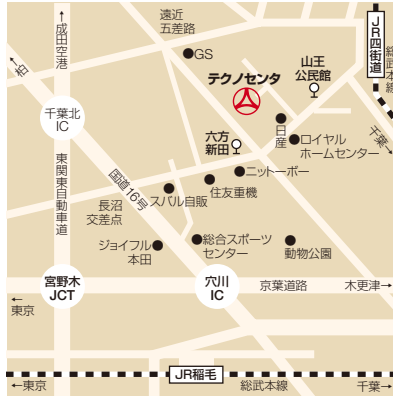 遠近
五差路
↑
成田空港
GS
テクノセンタ
山王
公民館
JR四街道
総武本線
←柏
千葉北
IC
日産
ロイヤル
ホームセンター
千葉→
六方
新田
ニットーボー
住友重機
国道16号
スバル自販
東関東自動車道
長沼
交差点
ジョイフル
本田
総合スポーツ
センター
動物公園
宮野木
JCT
穴川
IC
京葉道路
木更津→
←
東京
JR稲毛
←東京
総武本線
千葉→